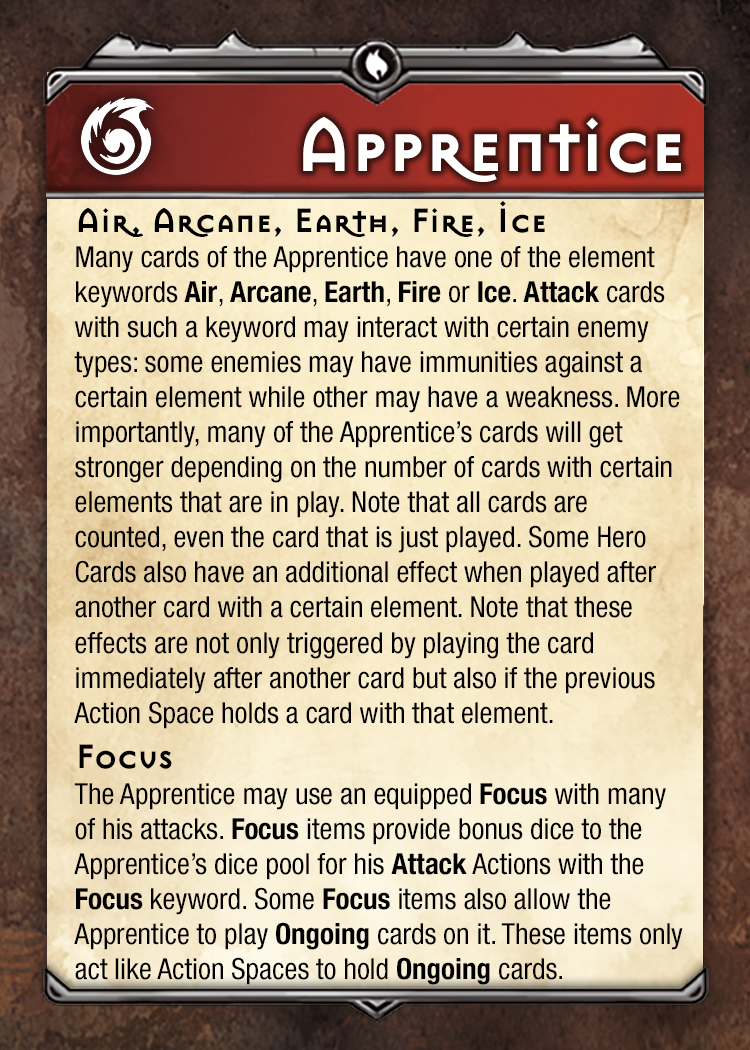 Apprentice
Air, Arcane, Earth, Fire, Ice
Many cards of the Apprentice have one of the element
keywords Air, Arcane, Earth, Fire or Ice. Attack cards
with such a keyword may interact with certain enemy
types: some enemies may have immunities against a
certain element while other may have a weakness. More
importantly, many of the Apprentice's cards will get
stronger depending on the number of cards with certain
elements that are in play. Note that all cards are
counted, even the card that is just played. Some Hero
Cards also have an additional effect when played after
another card with a certain element. Note that these
effects are not only triggered by playing the card
immediately after another card but also if the previous
Action Space holds a card with that element.
Focus
The Apprentice may use an equipped Focus with many
of his attacks. Focus items provide bonus dice to the
Apprentice's dice pool for his Attack Actions with the
Focus keyword. Some Focus items also allow the
Apprentice to play Ongoing cards on it. These items only
act like Action Spaces to hold Ongoing cards.